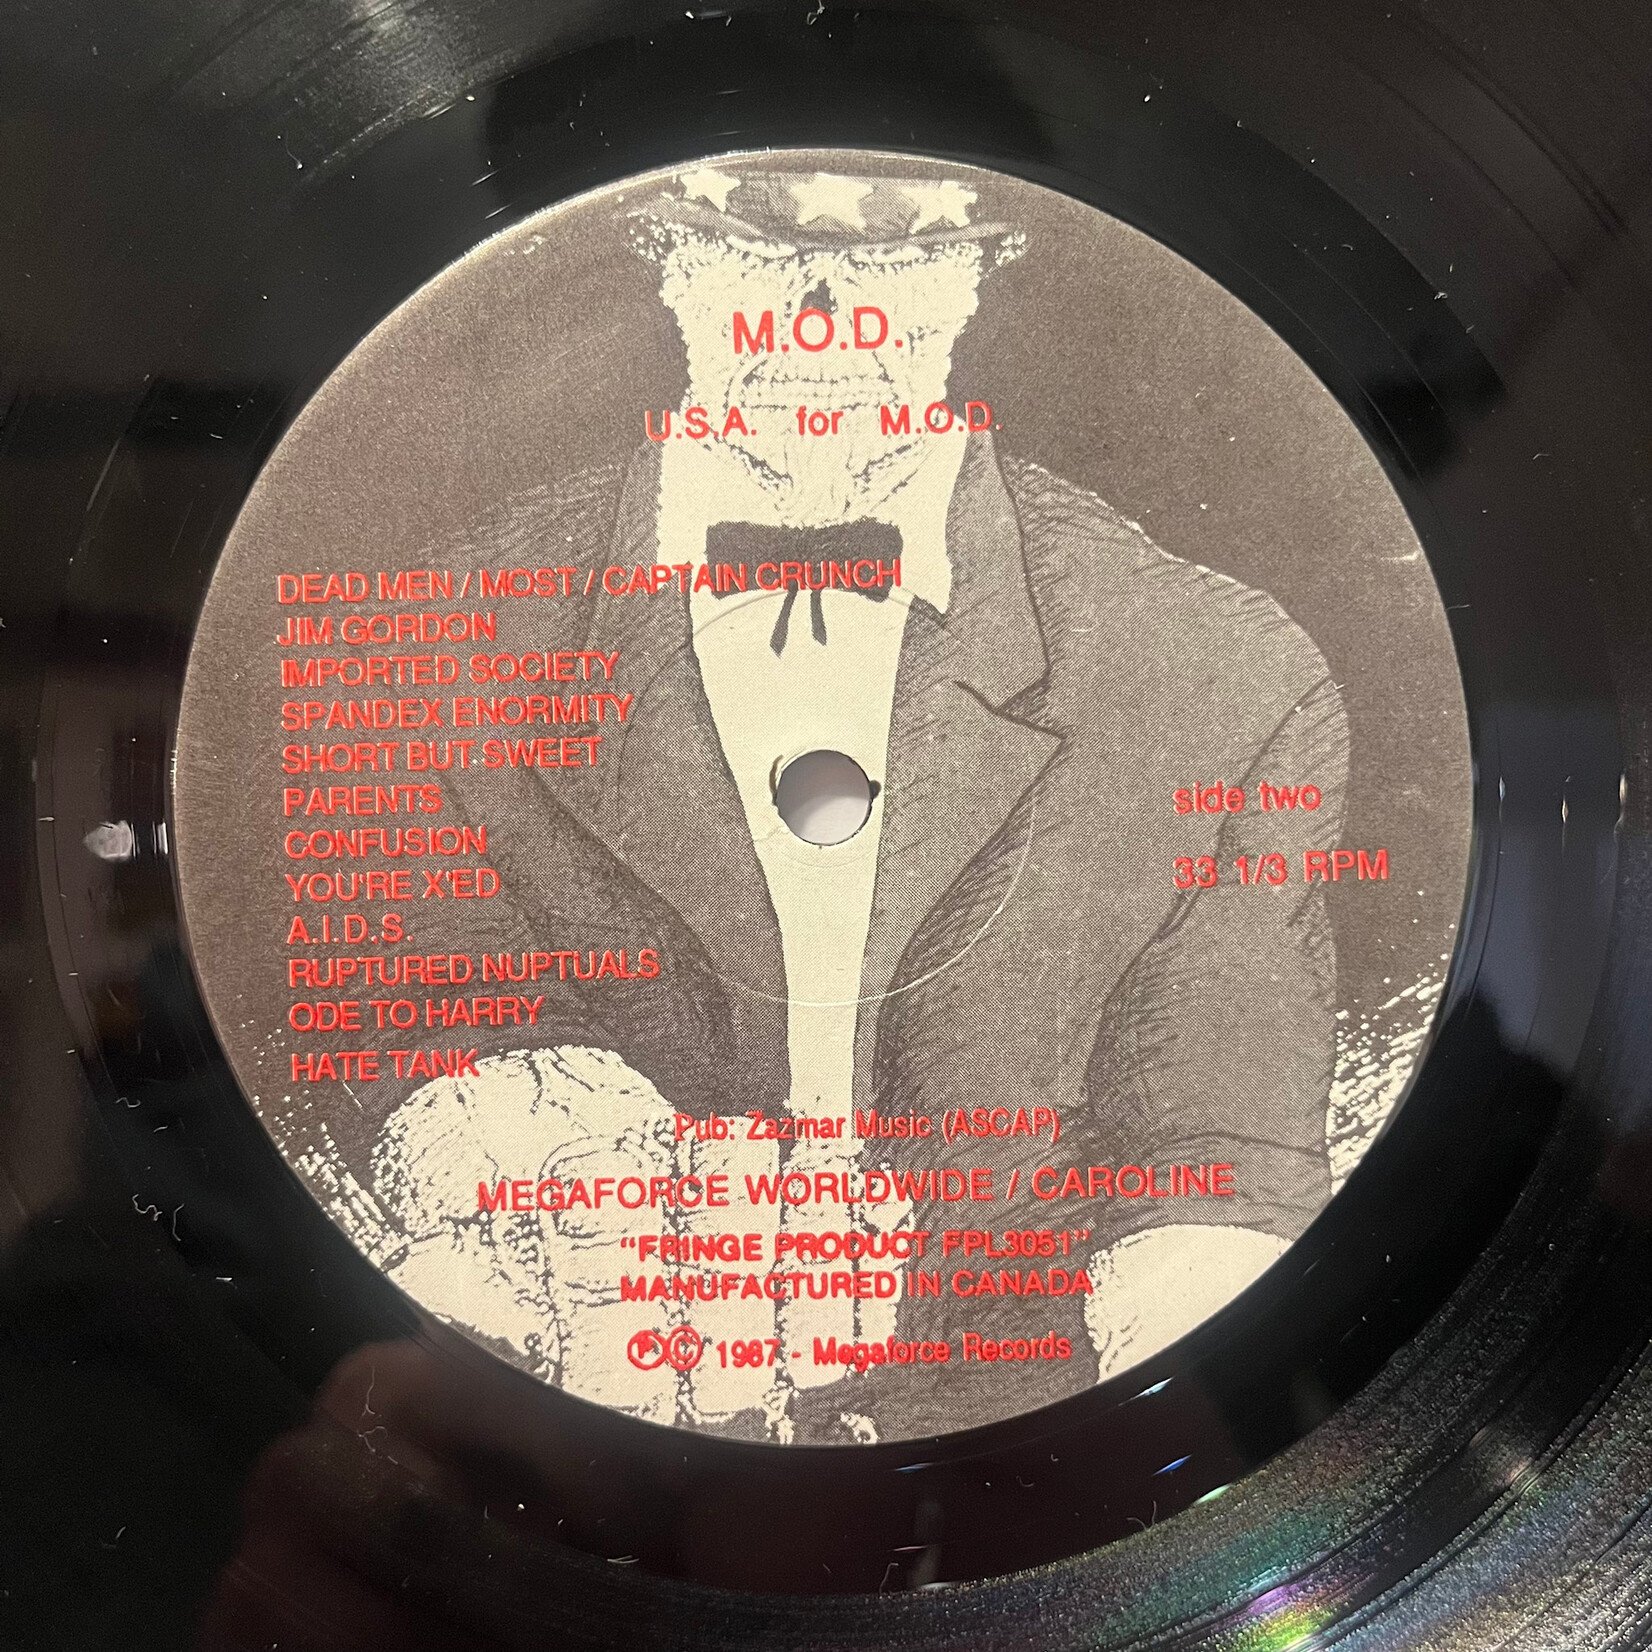 M.O.D.
U.S.A. for M.O.D.
DEAD MEN / MOST / CAPTAIN CRUNCH
JIM GORDON
IMPORTED SOCIETY
SPANDEX ENORMITY
SHORT BUT SWEET
PARENTS
CONFUSION
YOU'RE X'ED
A.I.D.S.
RUPTURED NUPTUALS
ODE TO HARRY
HATE TANK
side two
33 1/3 RPM
Pub: Zazmar Music (ASCAP)
MEGAFORCE WORLDWIDE / CAROLINE
"FRINGE PRODUCT FPL3051"
MANUFACTURED IN CANADA
Ⓟ© 1987 - Megaforce Records